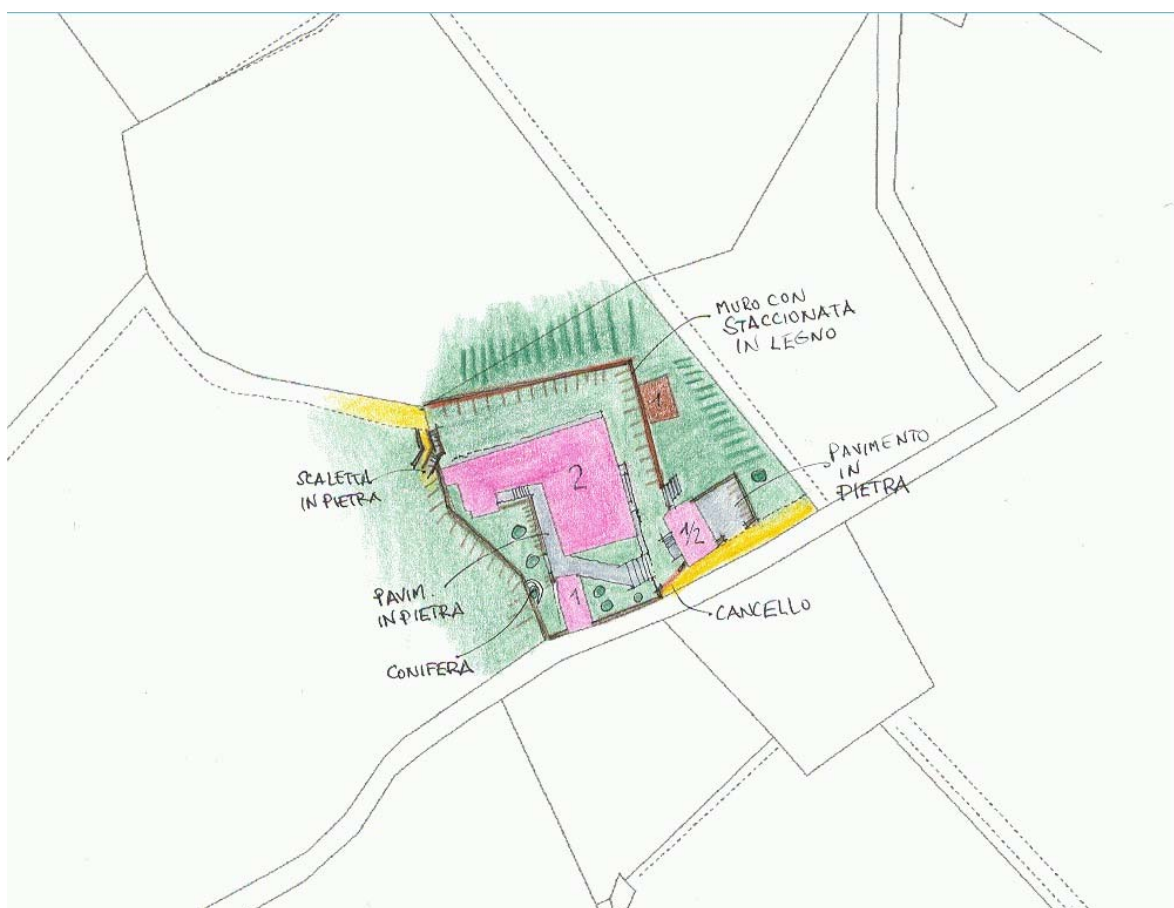 MURO CON
STACCIONATA
IN LEGNO
1
PAVIMENTO
IN
PIETRA
SCALETTA
IN PIETRA
2
1/2
PAVIM.
IN PIETRA
1
CANCELLO
CONIFERA